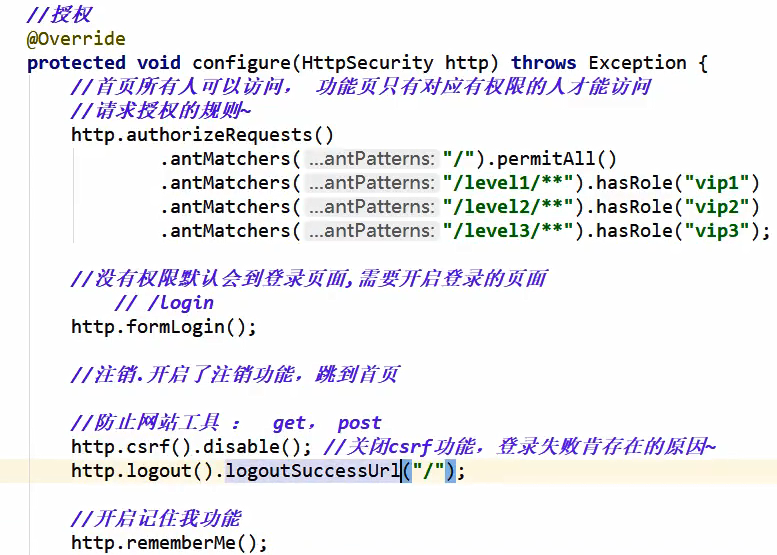 //授权
@Override
protected void configure(HttpSecurity http) throws Exception {
//首页所有人可以访问， 功能页只有对应有权限的人才能访问
//请求授权的规则~
http.authorizeRequests()
.antMatchers( ...antPatterns: "/").permitAll()
.antMatchers( ...antPatterns: "/level1/**").hasRole("vip1")
.antMatchers( ...antPatterns: "/level2/**").hasRole("vip2")
.antMatchers( ...antPatterns: "/level3/**").hasRole("vip3");
//没有权限默认会到登录页面,需要开启登录的页面
// /login
http.formLogin();
//注销.开启了注销功能，跳到首页
//防止网站工具 ： get， post
http.csrf().disable(); //关闭csrf功能，登录失败肯存在的原因~
http.logout().logoutSuccessUrl("/");
//开启记住我功能
http.rememberMe();